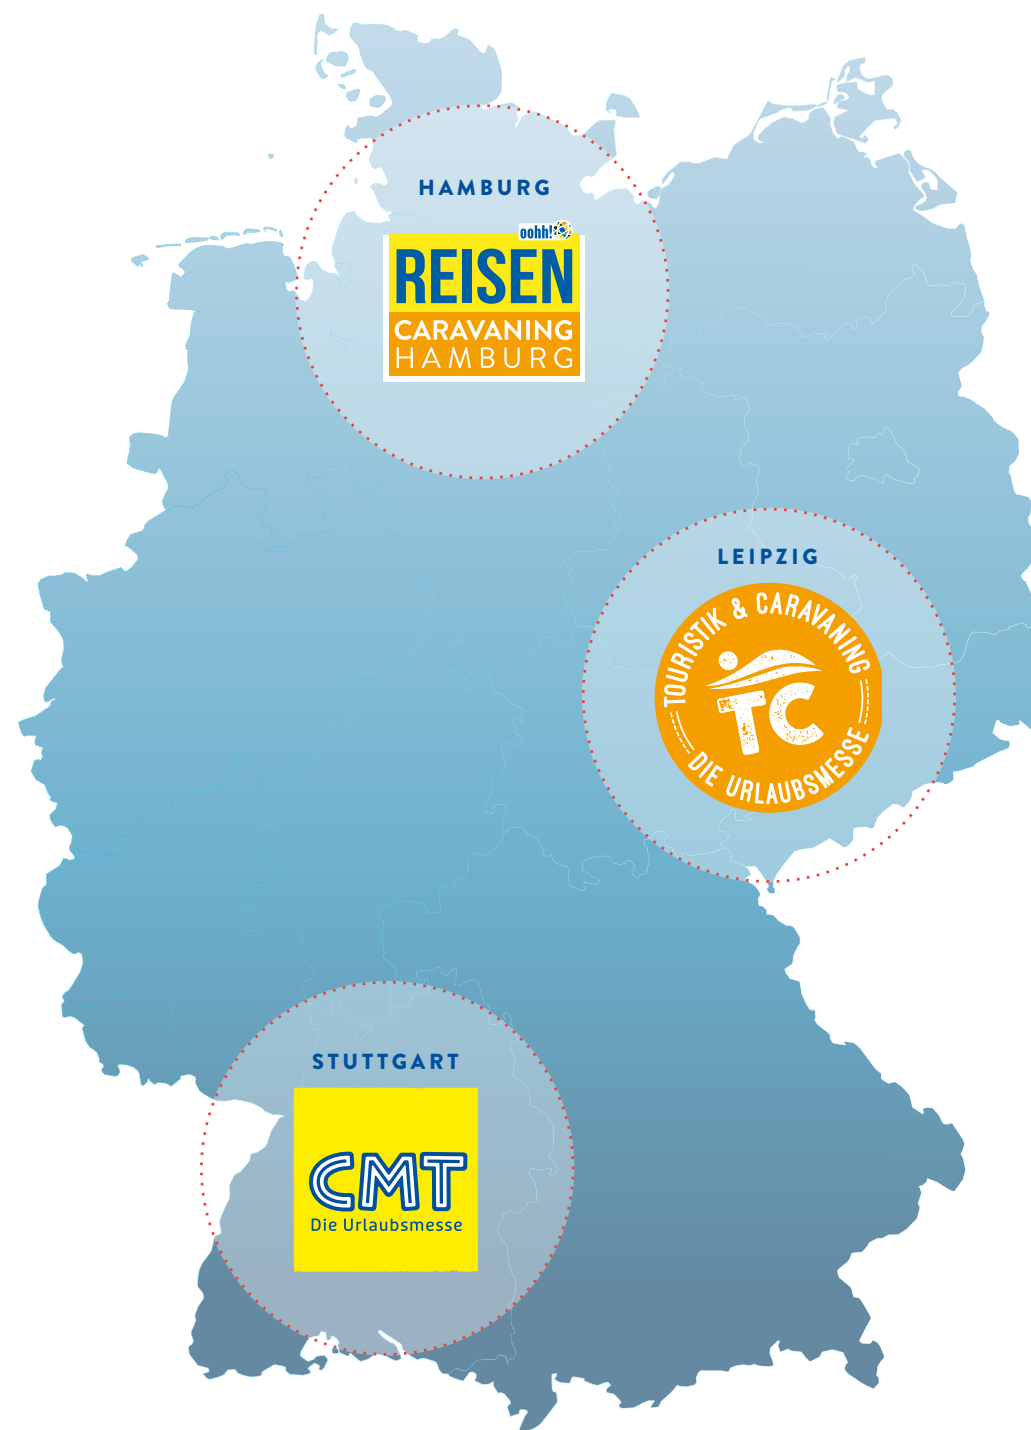 HAMBURG
oohh!
REISEN
CARAVANING
HAMBURG
LEIPZIG
TOURISTIK & CARAVANING
TC
DIE URLAUBSMESSE
STUTTGART
CMT
Die Urlaubsmesse